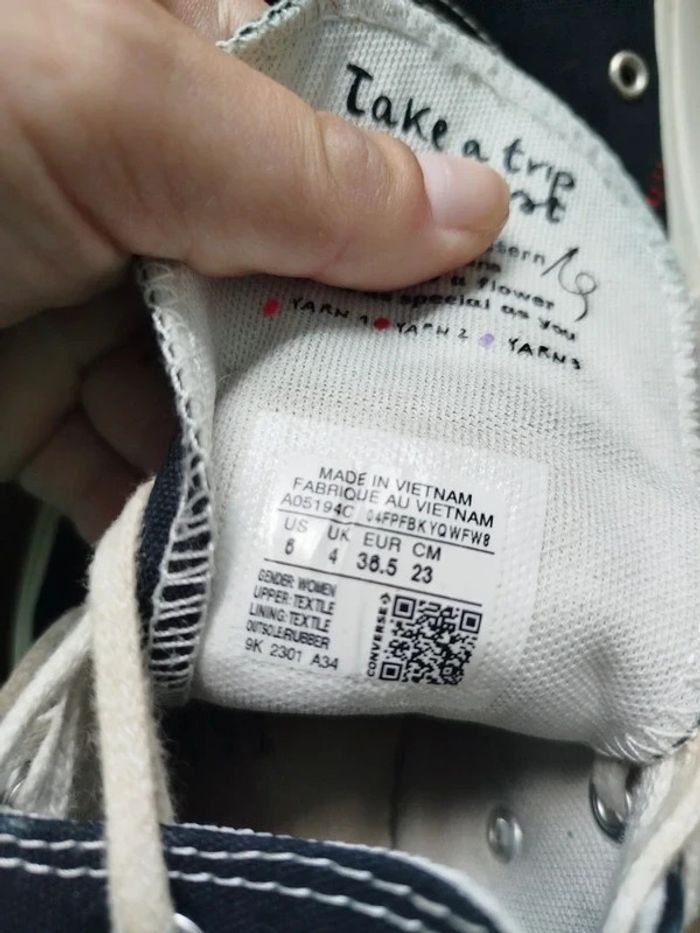 Take a trip
flower
special as you
YARN 1 YARN 2 YARN 3
MADE IN VIETNAM
FABRIQUE AU VIETNAM
A05194C 04FPFBKYQWFW8
US UK EUR CM
6 4 36.5 23
GENDER: WOMEN
UPPER: TEXTILE
LINING: TEXTILE
OUTSOLE:RUBBER
9K 2301 A34
CONVERSE